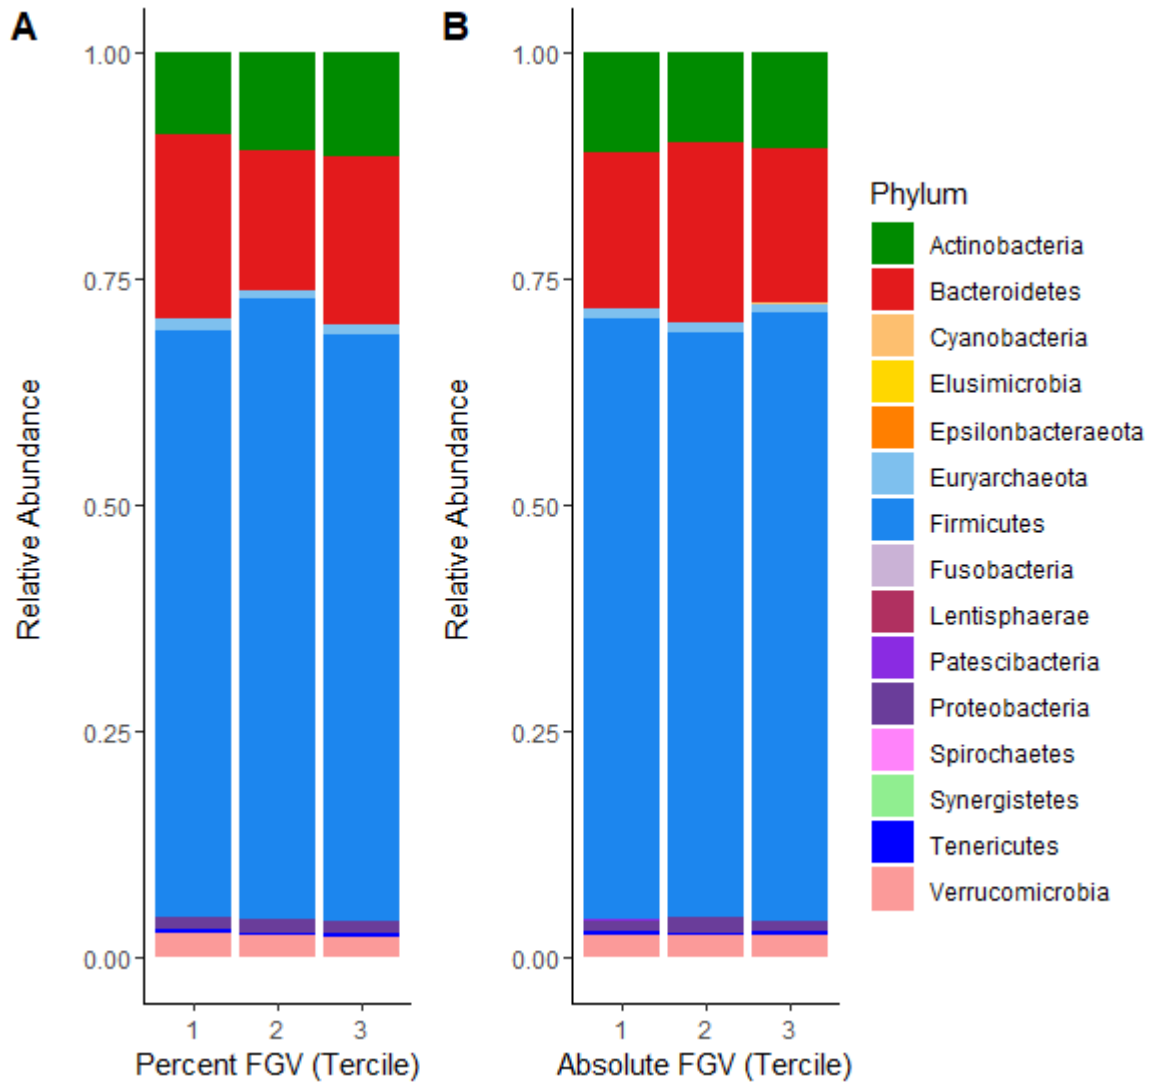 A
1.00
0.75
0.50
0.25
0.00
Relative Abundance
1 2 3
Percent FGV (Tercile)
B
1.00
0.75
0.50
0.25
0.00
Relative Abundance
1 2 3
Absolute FGV (Tercile)
Phylum
Actinobacteria
Bacteroidetes
Cyanobacteria
Elusimicrobia
Epsilonbacteraeota
Euryarchaeota
Firmicutes
Fusobacteria
Lentisphaerae
Patescibacteria
Proteobacteria
Spirochaetes
Synergistetes
Tenericutes
Verrucomicrobia